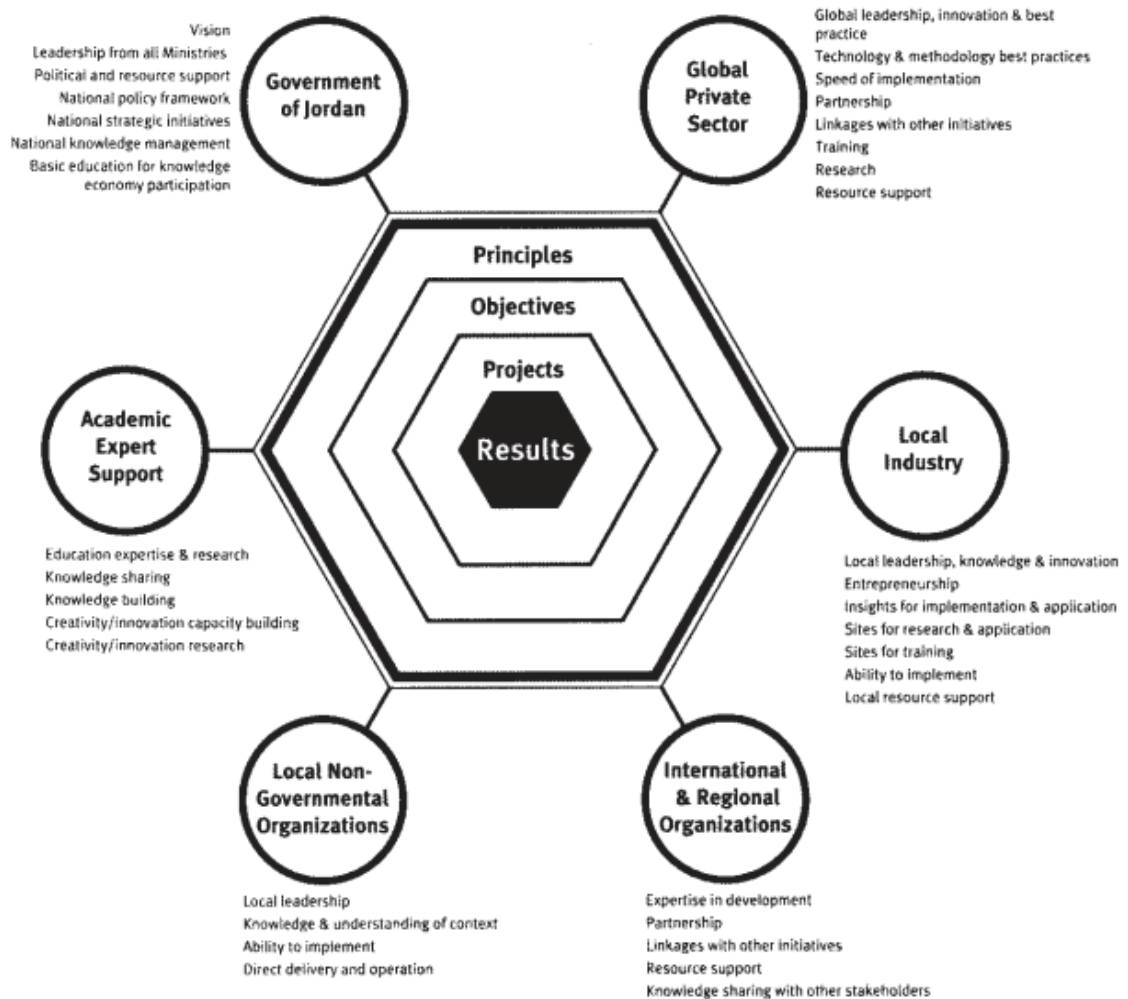 Vision
Leadership from all Ministries
Political and resource support
National policy framework
National strategic initiatives
National knowledge management
Basic education for knowledge
economy participation
Government
of Jordan
Global
Private
Sector
Global leadership, innovation & best
practice
Technology & methodology best practices
Speed of implementation
Partnership
Linkages with other initiatives
Training
Research
Resource support
Principles
Objectives
Projects
Results
Academic
Expert
Support
Education expertise & research
Knowledge sharing
Knowledge building
Creativity/innovation capacity building
Creativity/innovation research
Local
Industry
Local leadership, knowledge & innovation
Entrepreneurship
Insights for implementation & application
Sites for research & application
Sites for training
Ability to implement
Local resource support
Local Non-
Governmental
Organizations
Local leadership
Knowledge & understanding of context
Ability to implement
Direct delivery and operation
International
& Regional
Organizations
Expertise in development
Partnership
Linkages with other initiatives
Resource support
Knowledge sharing with other stakeholders